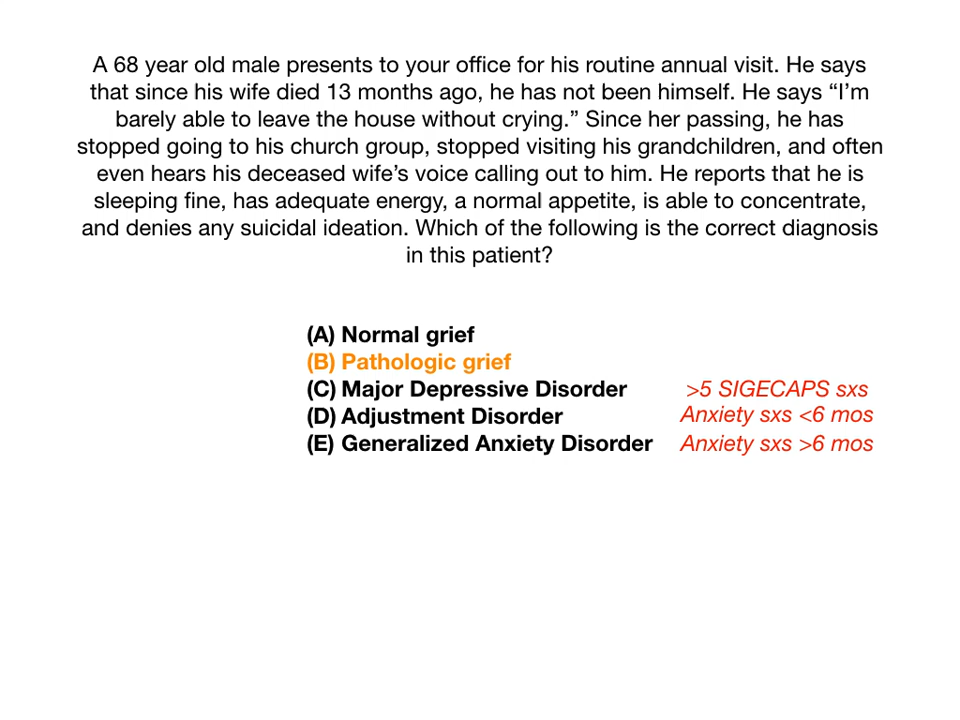 A 68 year old male presents to your office for his routine annual visit. He says
that since his wife died 13 months ago, he has not been himself. He says “I’m
barely able to leave the house without crying.” Since her passing, he has
stopped going to his church group, stopped visiting his grandchildren, and often
even hears his deceased wife’s voice calling out to him. He reports that he is
sleeping fine, has adequate energy, a normal appetite, is able to concentrate,
and denies any suicidal ideation. Which of the following is the correct diagnosis
in this patient?
(A) Normal grief
(B) Pathologic grief
(C) Major Depressive Disorder >5 SIGECAPS sxs
(D) Adjustment Disorder Anxiety sxs <6 mos
(E) Generalized Anxiety Disorder Anxiety sxs >6 mos